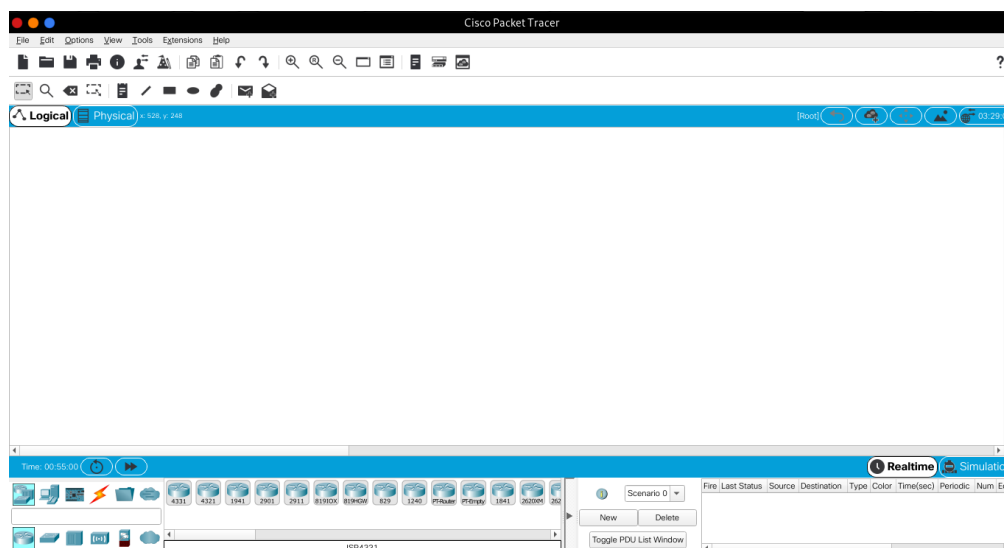 Cisco Packet Tracer
File Edit Options View Tools Extensions Help
?
Logical Physical x: 528, y: 248 [Root] 03:29:0
Time: 00:55:00 Realtime Simulatio
4331 4321 1941 2901 2911 819IOX 819HGW 829 1240 PT-Router PT-Empty 1841 2620XM 262
Scenario 0
Fire Last Status Source Destination Type Color Time(sec) Periodic Num E
New Delete
Toggle PDU List Window
ISR4331